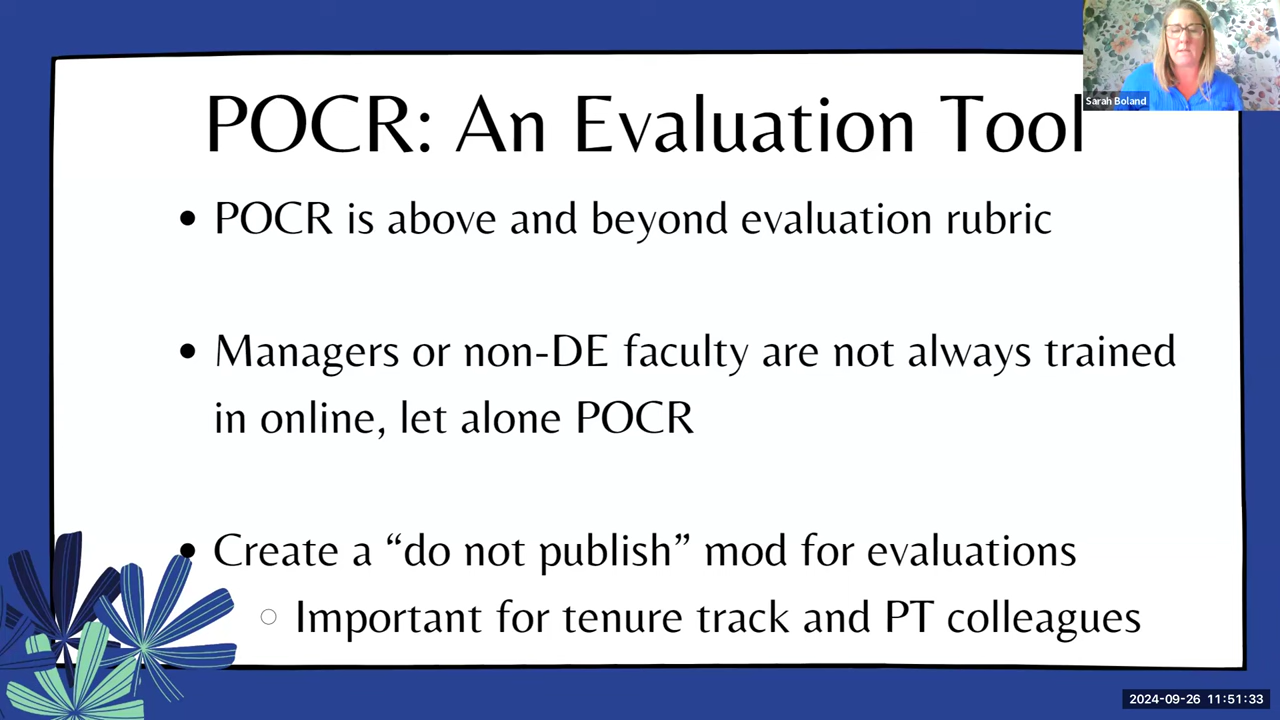 POCR: An Evaluation Tool
Sarah Boland
• POCR is above and beyond evaluation rubric
• Managers or non-DE faculty are not always trained
in online, let alone POCR
• Create a “do not publish” mod for evaluations
○ Important for tenure track and PT colleagues
2024-09-26 11:51:33